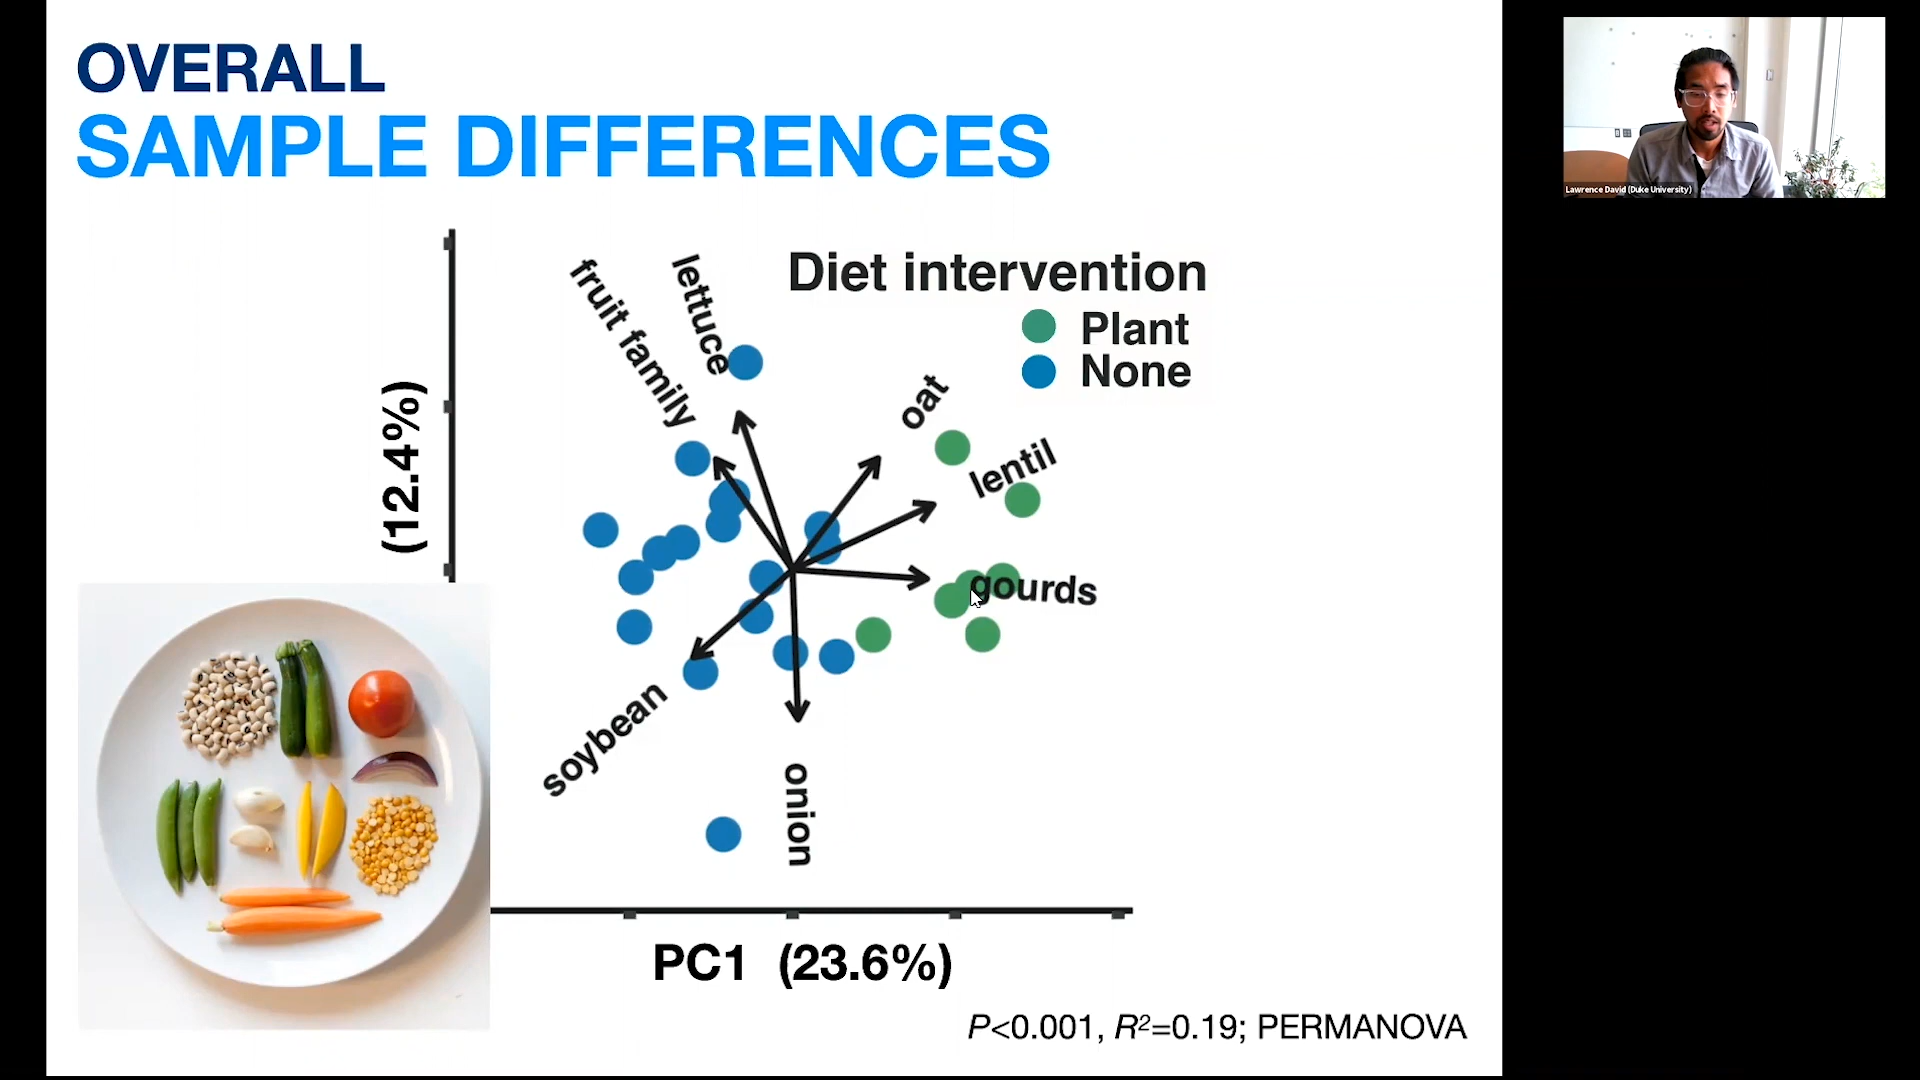 OVERALL
SAMPLE DIFFERENCES
Lawrence David (Duke University)
Diet intervention
Plant
None
fruit family
lettuce
oat
lentil
gourds
soybean
onion
(12.4%)
PC1 (23.6%)
P<0.001, R²=0.19; PERMANOVA